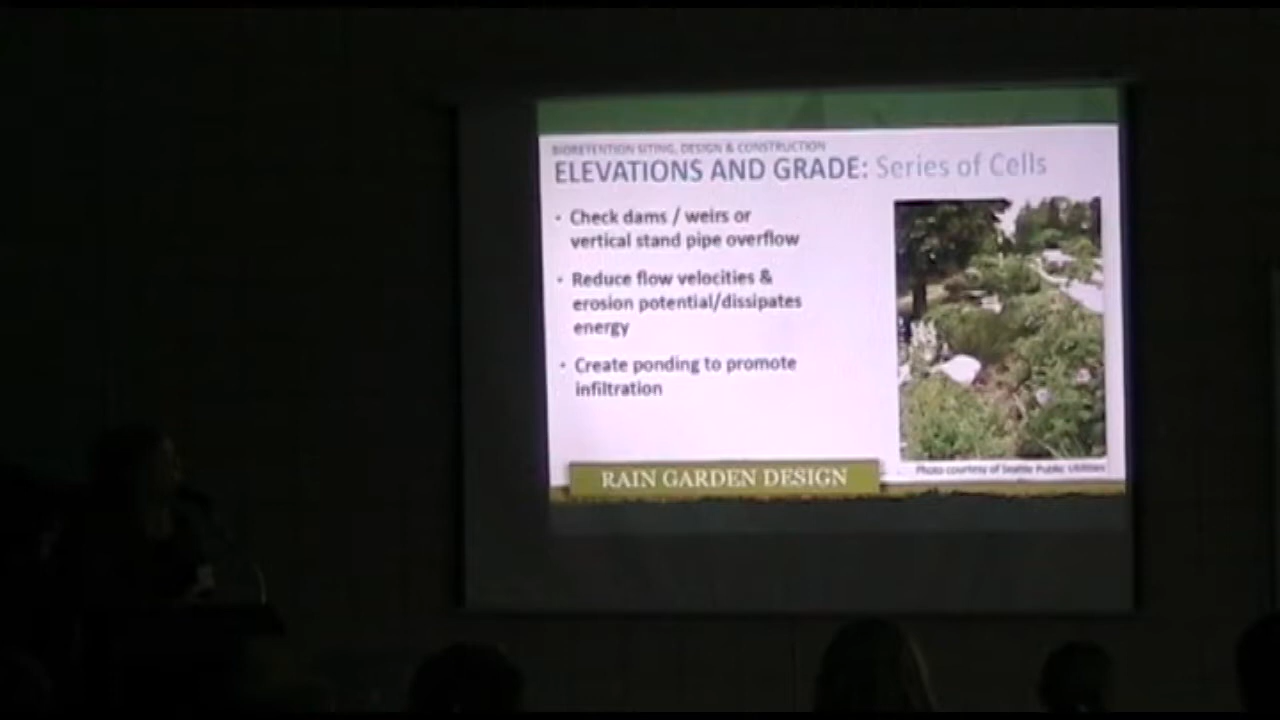 BIORETENTION SITING, DESIGN & CONSTRUCTION
ELEVATIONS AND GRADE: Series of Cells
• Check dams / weirs or
vertical stand pipe overflow
• Reduce flow velocities &
erosion potential/dissipates
energy
• Create ponding to promote
infiltration
Photo courtesy of Seattle Public Utilities
RAIN GARDEN DESIGN